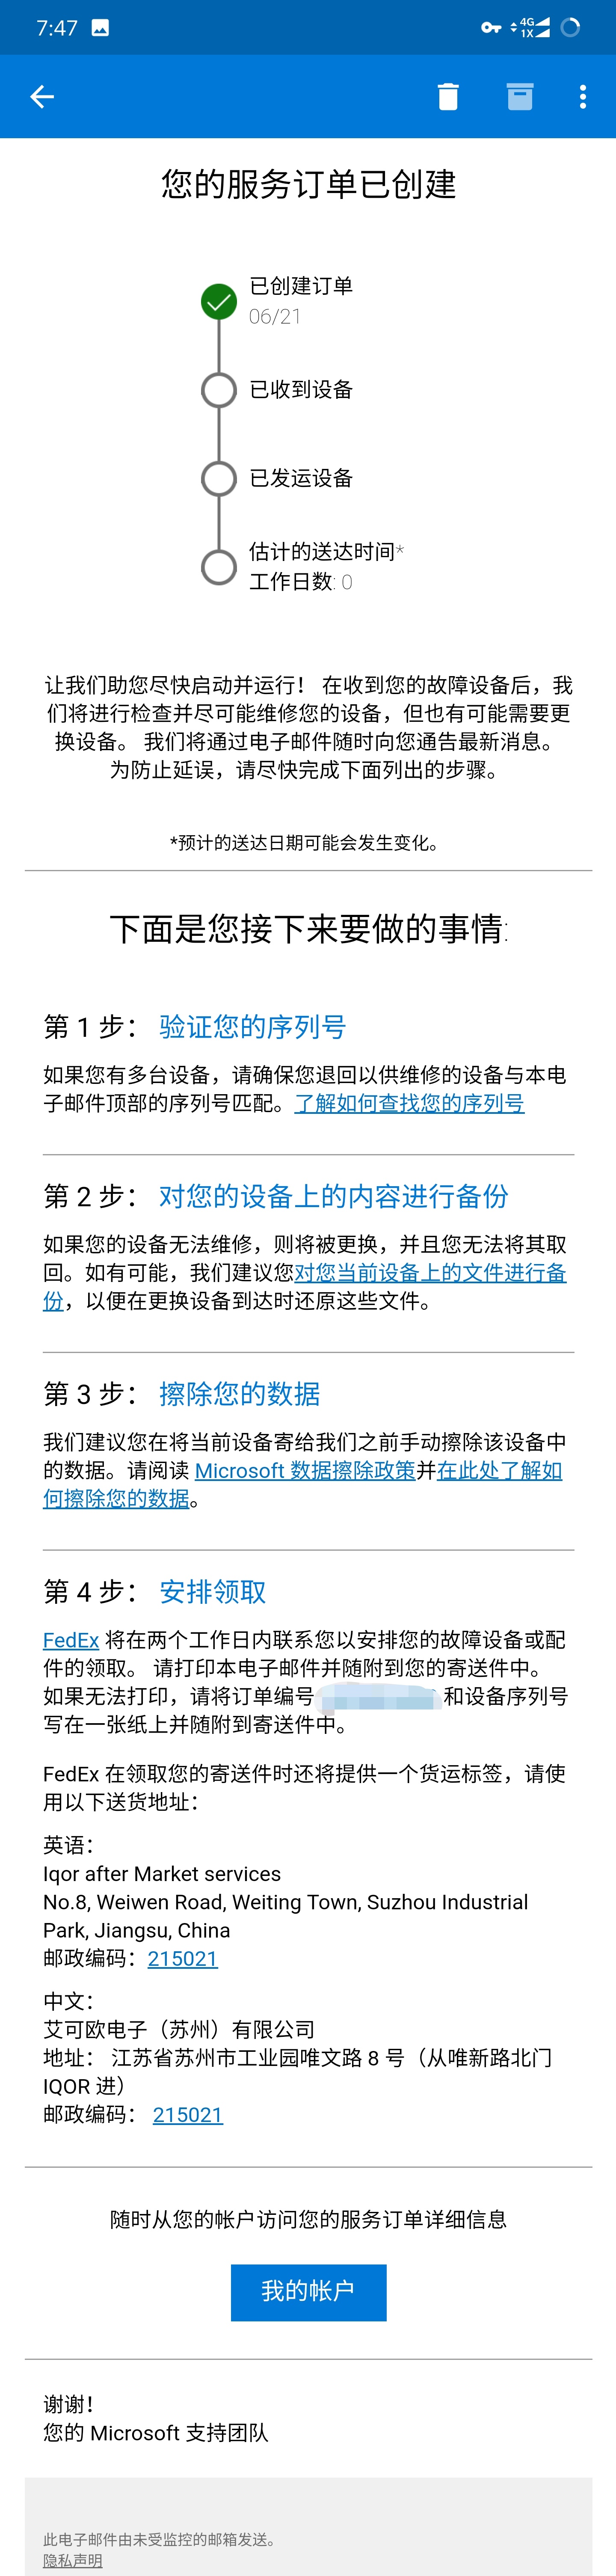 7:47
4G
1X
您的服务订单已创建
已创建订单
06/21
已收到设备
已发运设备
估计的送达时间*
工作日数: 0
让我们助您尽快启动并运行！ 在收到您的故障设备后，我
们将进行检查并尽可能维修您的设备，但也有可能需要更
换设备。 我们将通过电子邮件随时向您通告最新消息。
为防止延误，请尽快完成下面列出的步骤。
*预计的送达日期可能会发生变化。
下面是您接下来要做的事情:
第 1 步： 验证您的序列号
如果您有多台设备，请确保您退回以供维修的设备与本电
子邮件顶部的序列号匹配。了解如何查找您的序列号
第 2 步： 对您的设备上的内容进行备份
如果您的设备无法维修，则将被更换，并且您无法将其取
回。如有可能，我们建议您对您当前设备上的文件进行备
份，以便在更换设备到达时还原这些文件。
第 3 步： 擦除您的数据
我们建议您在将当前设备寄给我们之前手动擦除该设备中
的数据。请阅读 Microsoft 数据擦除政策并在此处了解如
何擦除您的数据。
第 4 步： 安排领取
FedEx 将在两个工作日内联系您以安排您的故障设备或配
件的领取。 请打印本电子邮件并随附到您的寄送件中。
如果无法打印，请将订单编号 和设备序列号
写在一张纸上并随附到寄送件中。
FedEx 在领取您的寄送件时还将提供一个货运标签，请使
用以下送货地址：
英语：
Iqor after Market services
No.8, Weiwen Road, Weiting Town, Suzhou Industrial
Park, Jiangsu, China
邮政编码：215021
中文：
艾可欧电子（苏州）有限公司
地址： 江苏省苏州市工业园唯文路 8 号（从唯新路北门
IQOR 进）
邮政编码： 215021
随时从您的帐户访问您的服务订单详细信息
我的帐户
谢谢！
您的 Microsoft 支持团队
此电子邮件由未受监控的邮箱发送。
隐私声明